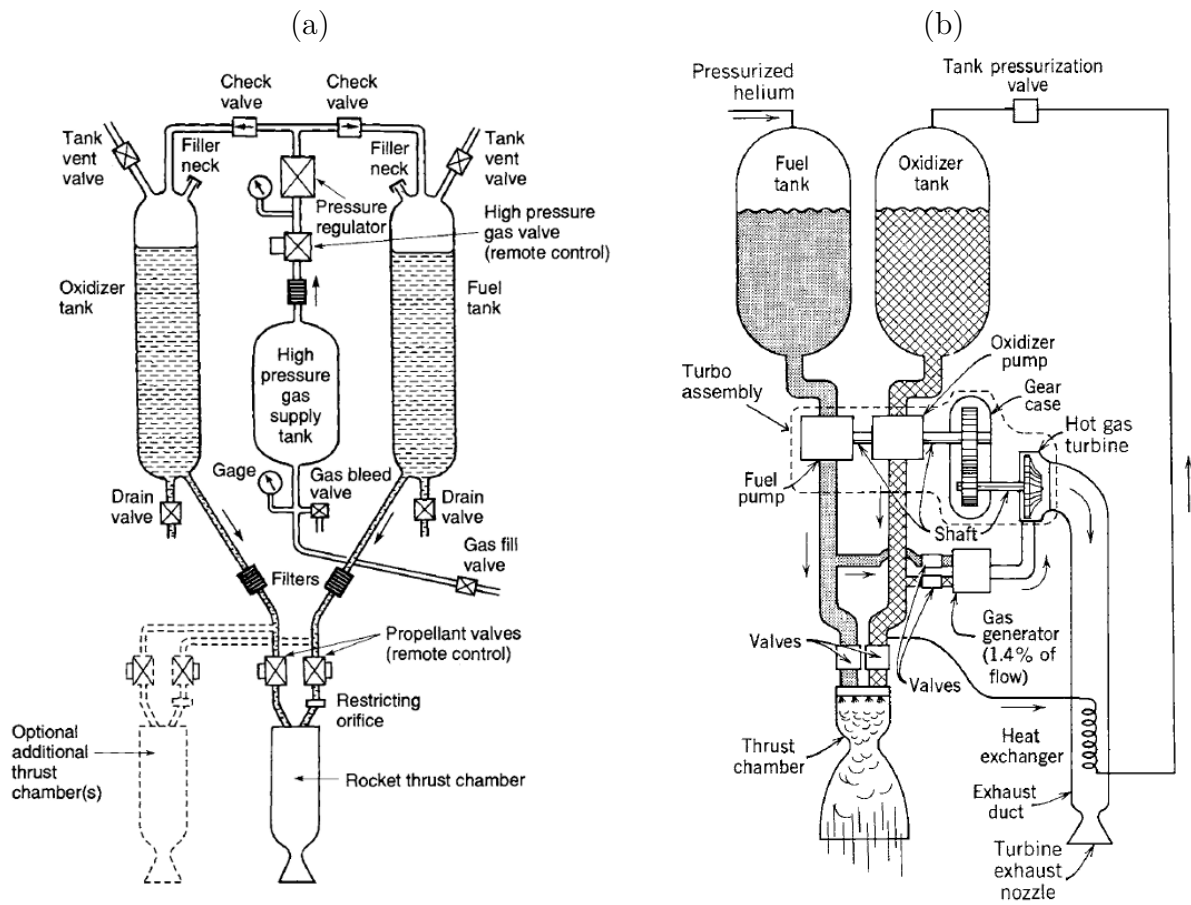 (a)
Check
valve
Check
valve
Tank
vent
valve
Filler
neck
Filler
neck
Tank
vent
valve
Pressure
regulator
High pressure
gas valve
(remote control)
Oxidizer
tank
Fuel
tank
High
pressure
gas
supply
tank
Gage
Gas bleed
valve
Drain
valve
Drain
valve
Gas fill
valve
Filters
Propellant valves
(remote control)
Restricting
orifice
Optional
additional
thrust
chamber(s)
Rocket thrust chamber
(b)
Pressurized
helium
Tank pressurization
valve
Fuel
tank
Oxidizer
tank
Oxidizer
pump
Turbo
assembly
Gear
case
Hot gas
turbine
Fuel
pump
Shaft
Gas
generator
(1.4% of
flow)
Valves
Valves
Thrust
chamber
Heat
exchanger
Exhaust
duct
Turbine
exhaust
nozzle